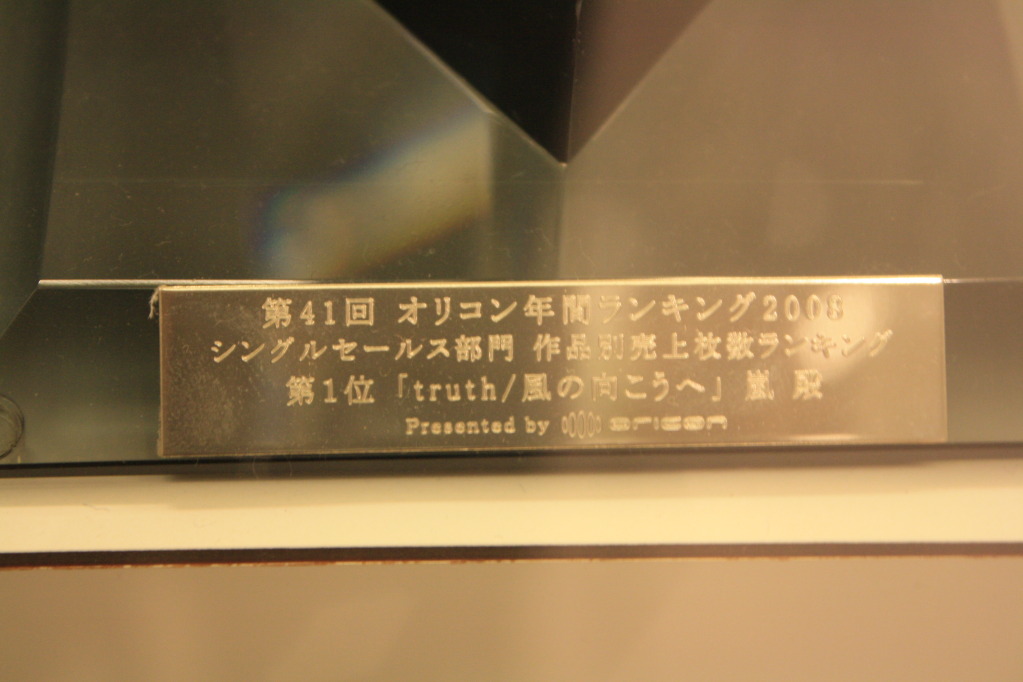 第41回 オリコン年間ランキング2008
シングルセールス部門 作品別売上枚数ランキング
第1位 「truth/風の向こうへ」 嵐 殿
Presented by oricon